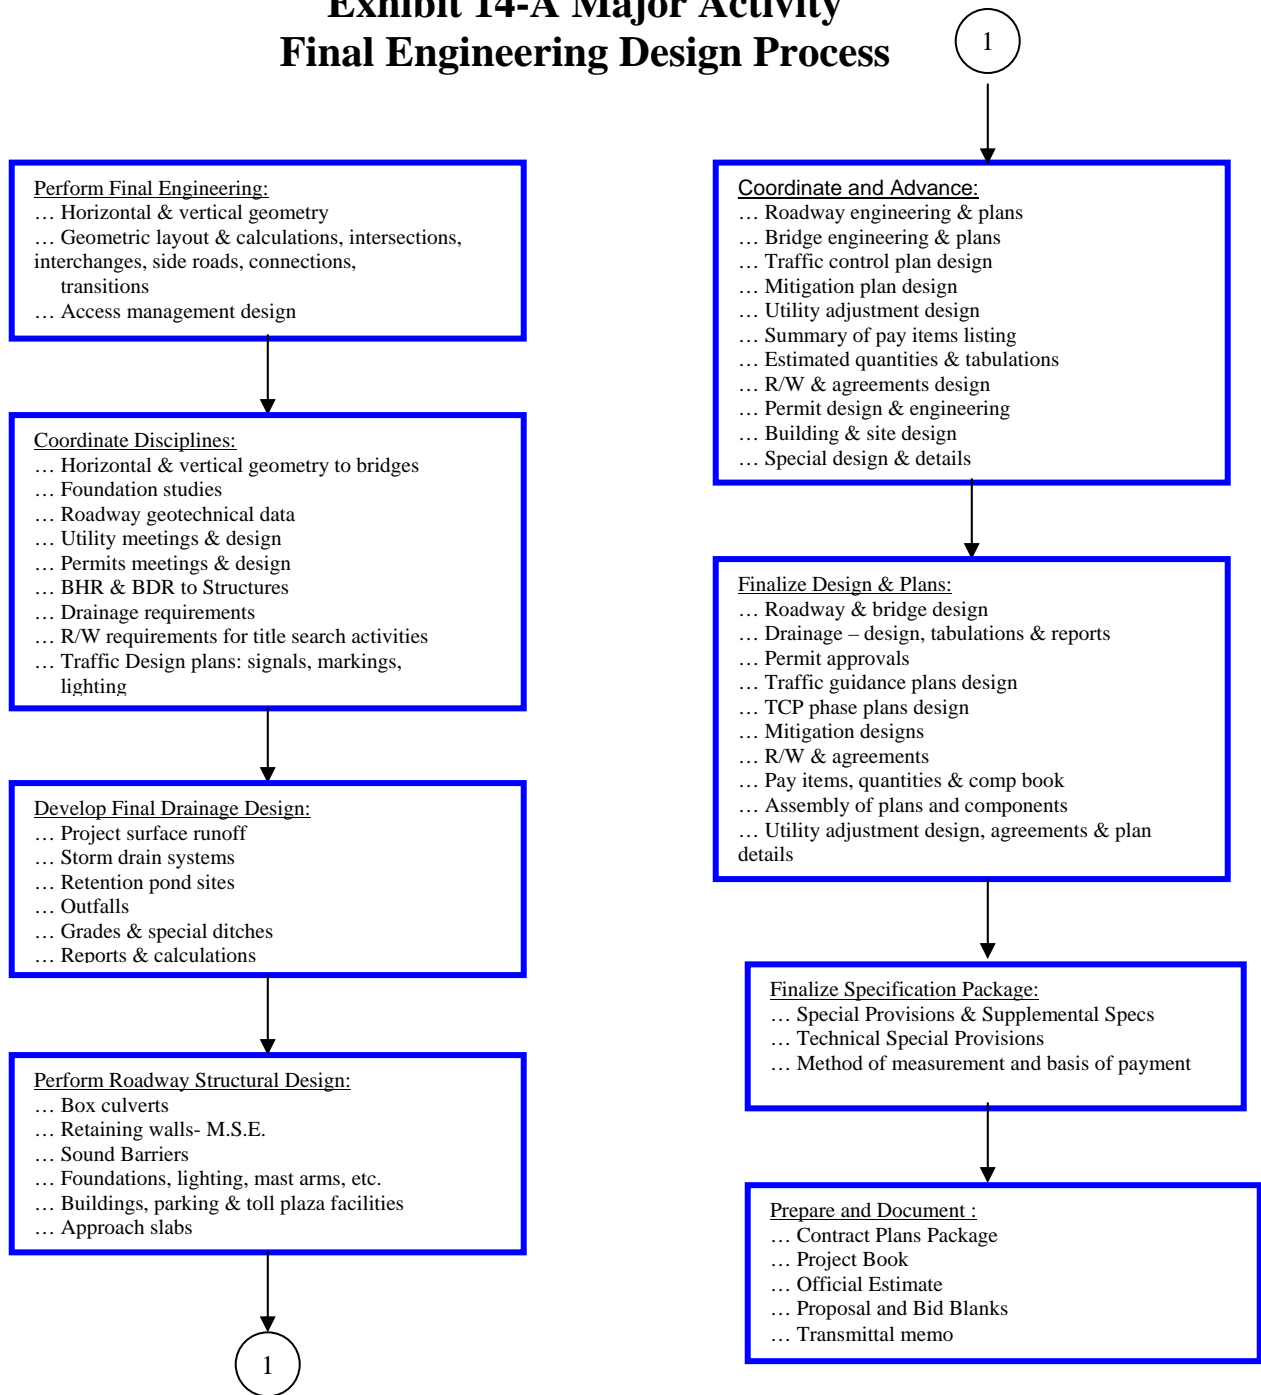 Exhibit 14-A Major Activity
Final Engineering Design Process
Perform Final Engineering:
… Horizontal & vertical geometry
… Geometric layout & calculations, intersections,
interchanges, side roads, connections,
transitions
… Access management design
Coordinate Disciplines:
… Horizontal & vertical geometry to bridges
… Foundation studies
… Roadway geotechnical data
… Utility meetings & design
… Permits meetings & design
… BHR & BDR to Structures
… Drainage requirements
… R/W requirements for title search activities
… Traffic Design plans: signals, markings,
lighting
Develop Final Drainage Design:
… Project surface runoff
… Storm drain systems
… Retention pond sites
… Outfalls
… Grades & special ditches
… Reports & calculations
Perform Roadway Structural Design:
… Box culverts
… Retaining walls- M.S.E.
… Sound Barriers
… Foundations, lighting, mast arms, etc.
… Buildings, parking & toll plaza facilities
… Approach slabs
1
1
Coordinate and Advance:
… Roadway engineering & plans
… Bridge engineering & plans
… Traffic control plan design
… Mitigation plan design
… Utility adjustment design
… Summary of pay items listing
… Estimated quantities & tabulations
… R/W & agreements design
… Permit design & engineering
… Building & site design
… Special design & details
Finalize Design & Plans:
… Roadway & bridge design
… Drainage – design, tabulations & reports
… Permit approvals
… Traffic guidance plans design
… TCP phase plans design
… Mitigation designs
… R/W & agreements
… Pay items, quantities & comp book
… Assembly of plans and components
… Utility adjustment design, agreements & plan
details
Finalize Specification Package:
… Special Provisions & Supplemental Specs
… Technical Special Provisions
… Method of measurement and basis of payment
Prepare and Document :
… Contract Plans Package
… Project Book
… Official Estimate
… Proposal and Bid Blanks
… Transmittal memo